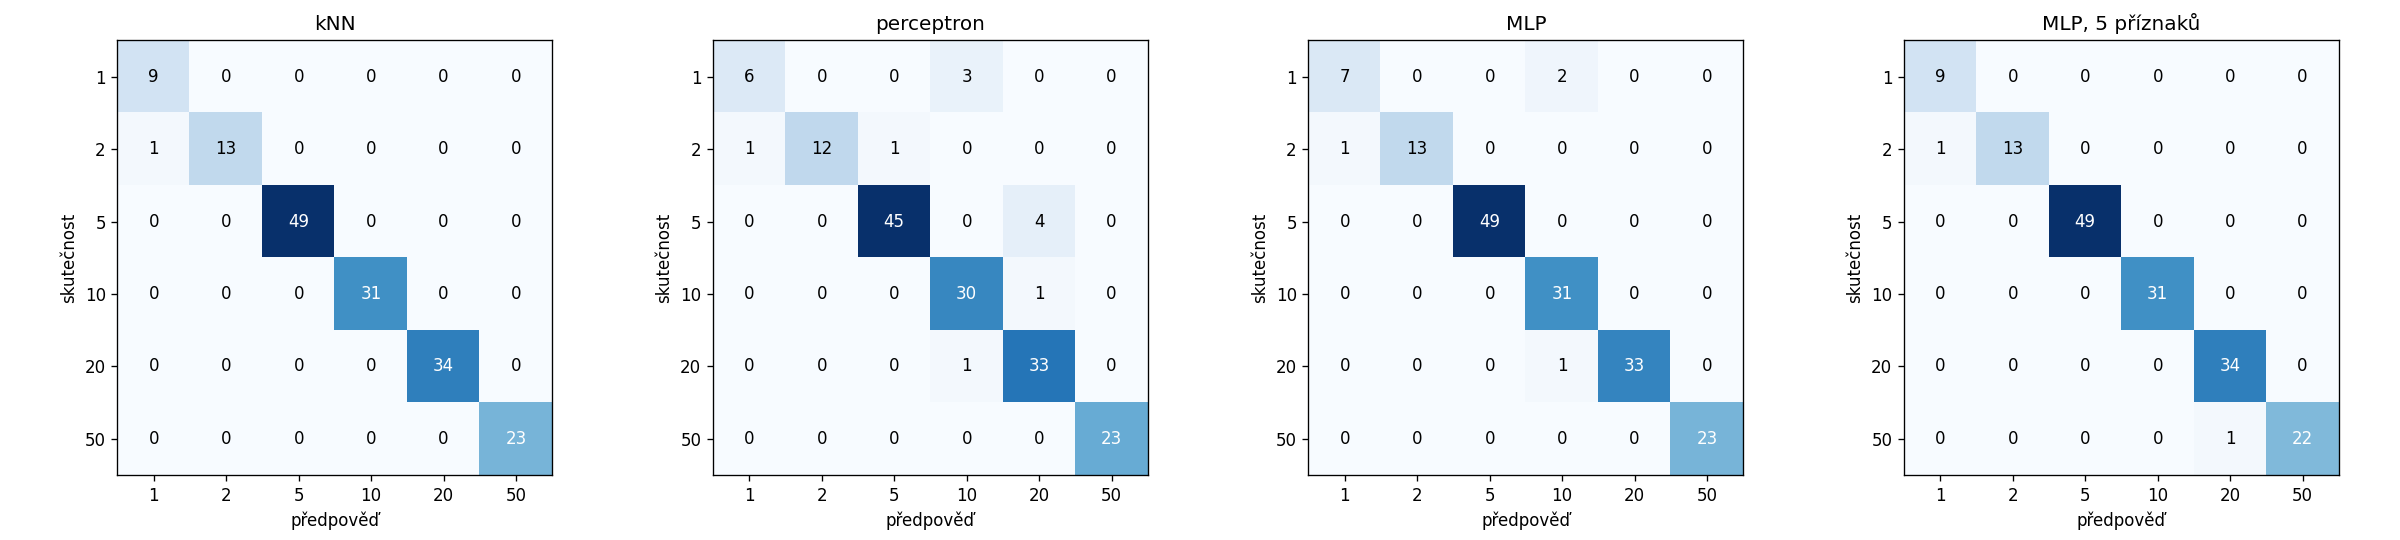 kNN
skutečnost
1 9 0 0 0 0 0
2 1 13 0 0 0 0
5 0 0 49 0 0 0
10 0 0 0 31 0 0
20 0 0 0 0 34 0
50 0 0 0 0 0 23
1 2 5 10 20 50
předpověď
perceptron
skutečnost
1 6 0 0 3 0 0
2 1 12 1 0 0 0
5 0 0 45 0 4 0
10 0 0 0 30 1 0
20 0 0 0 1 33 0
50 0 0 0 0 0 23
1 2 5 10 20 50
předpověď
MLP
skutečnost
1 7 0 0 2 0 0
2 1 13 0 0 0 0
5 0 0 49 0 0 0
10 0 0 0 31 0 0
20 0 0 0 1 33 0
50 0 0 0 0 0 23
1 2 5 10 20 50
předpověď
MLP, 5 příznaků
skutečnost
1 9 0 0 0 0 0
2 1 13 0 0 0 0
5 0 0 49 0 0 0
10 0 0 0 31 0 0
20 0 0 0 0 34 0
50 0 0 0 0 1 22
1 2 5 10 20 50
předpověď